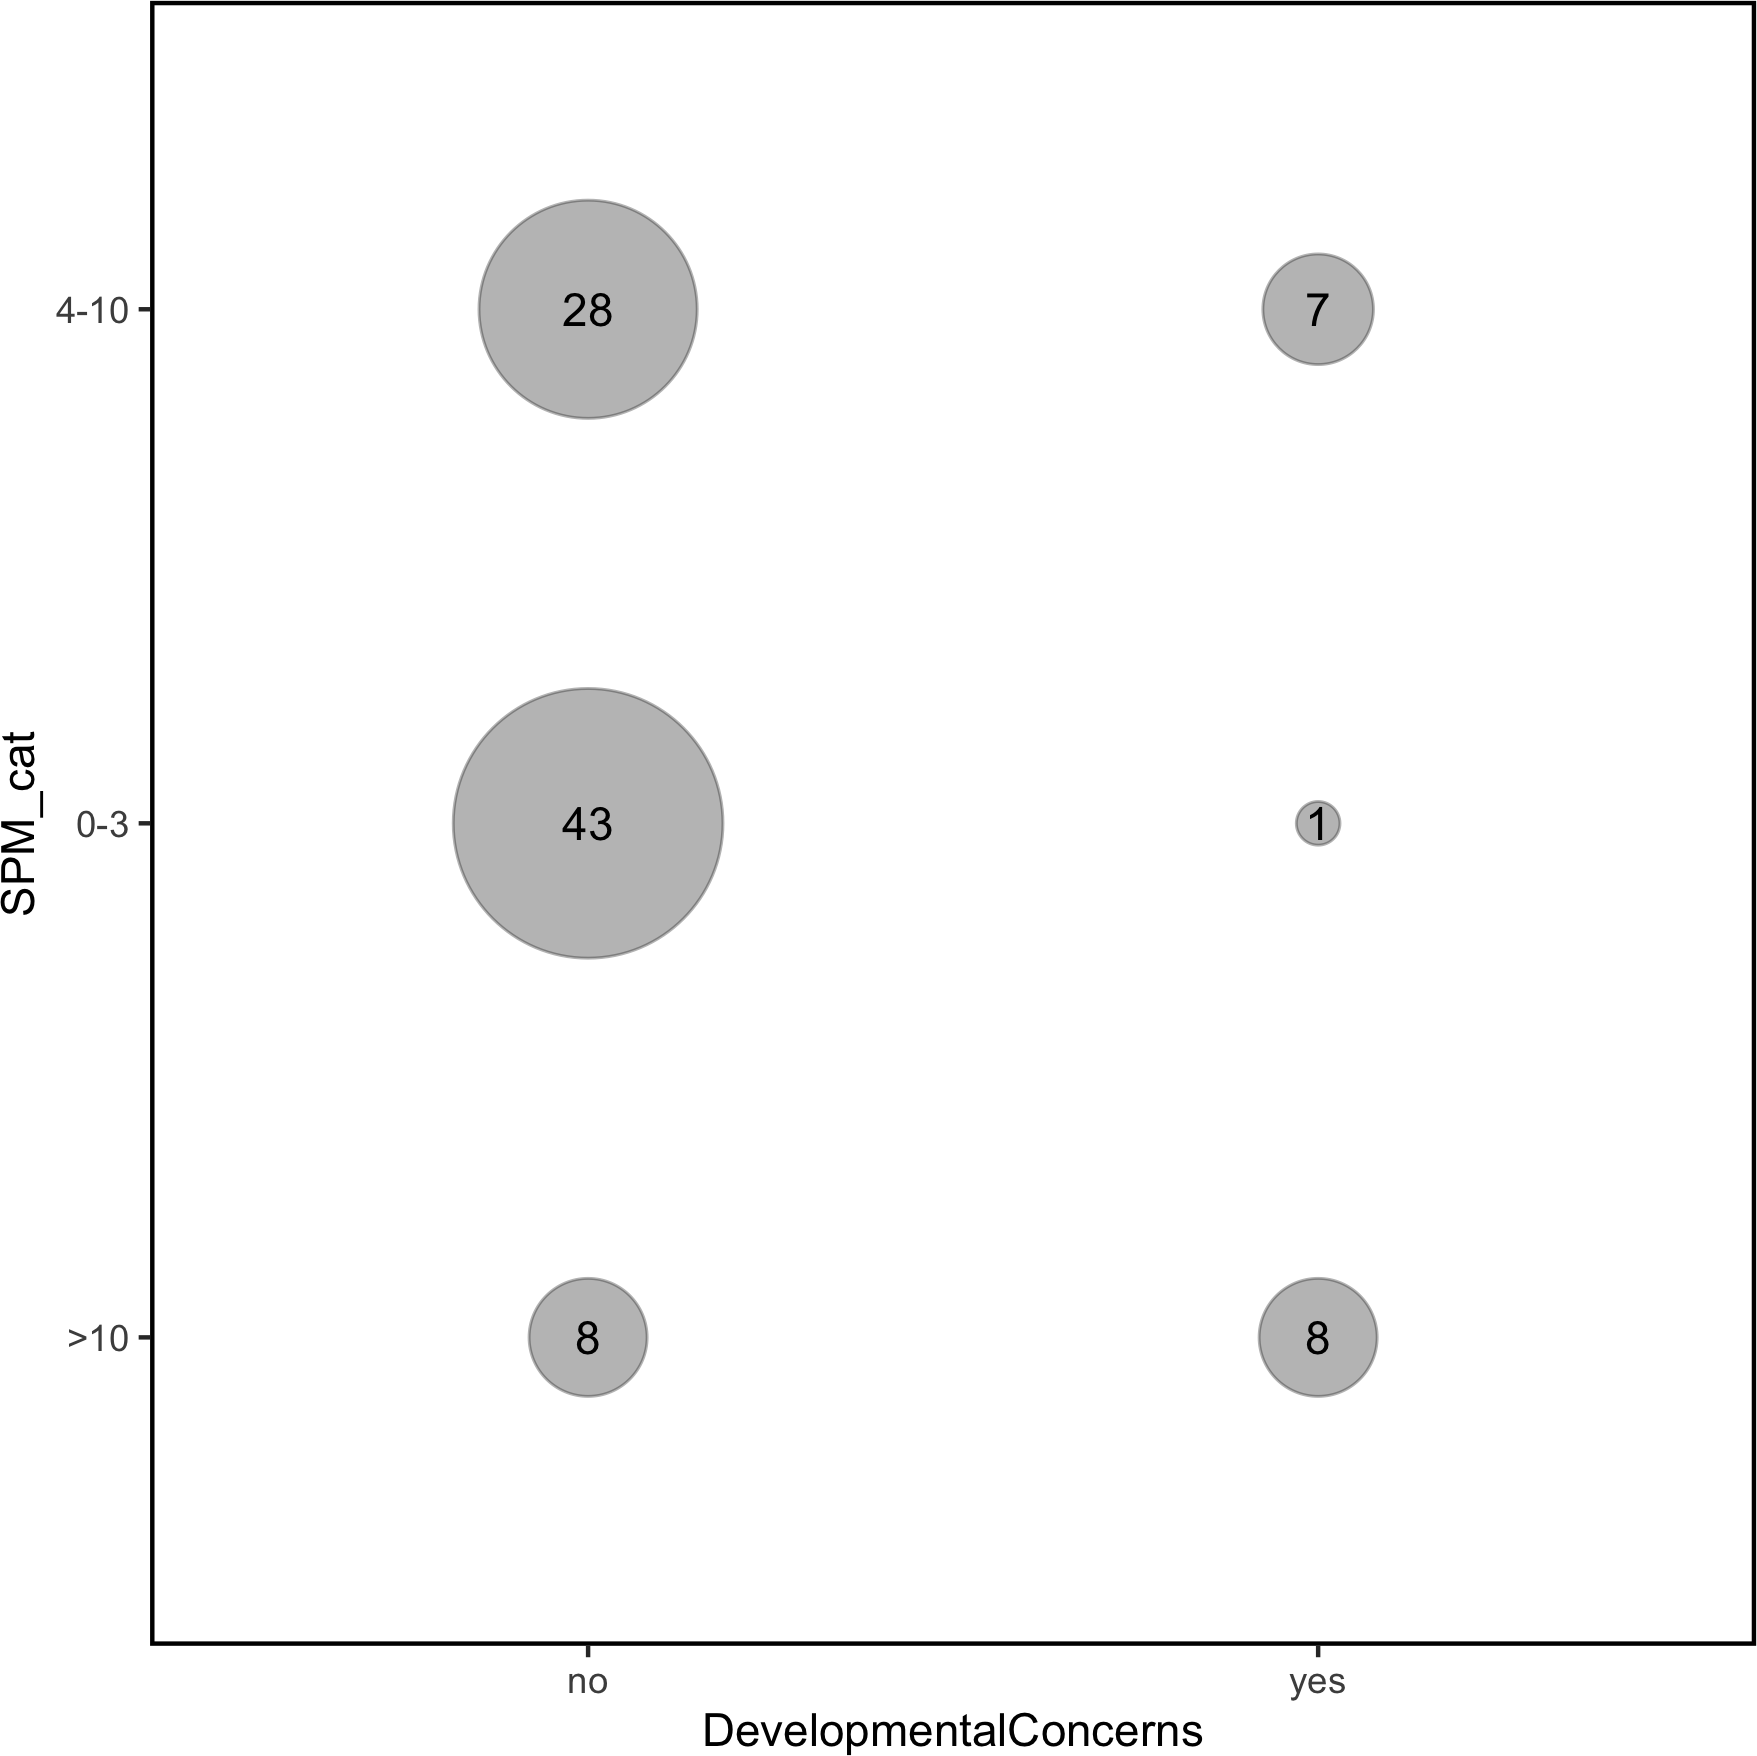 SPM_cat
4-10
28
7
0-3
43
1
>10
8
8
no
yes
DevelopmentalConcerns